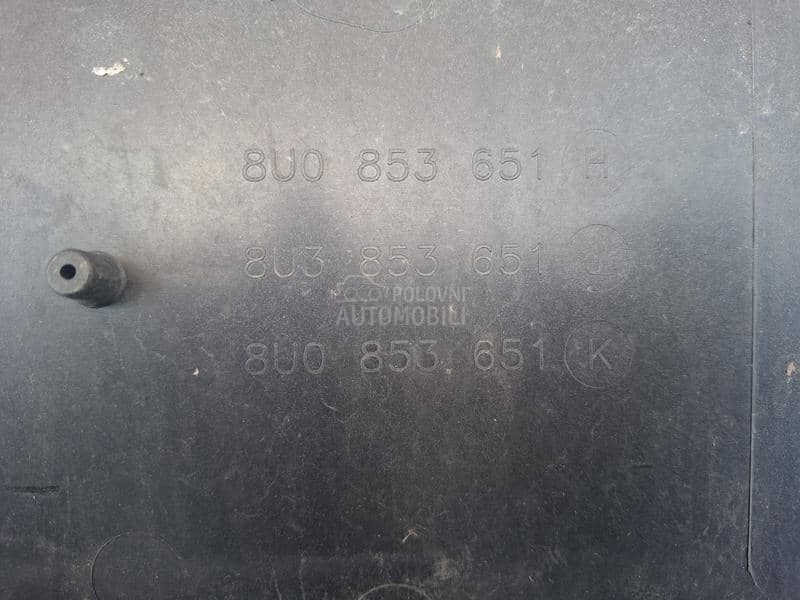 8U0 853 651 H
8U3 853 651 J
POLOVNI
AUTOMOBILI
8U0 853 651 K